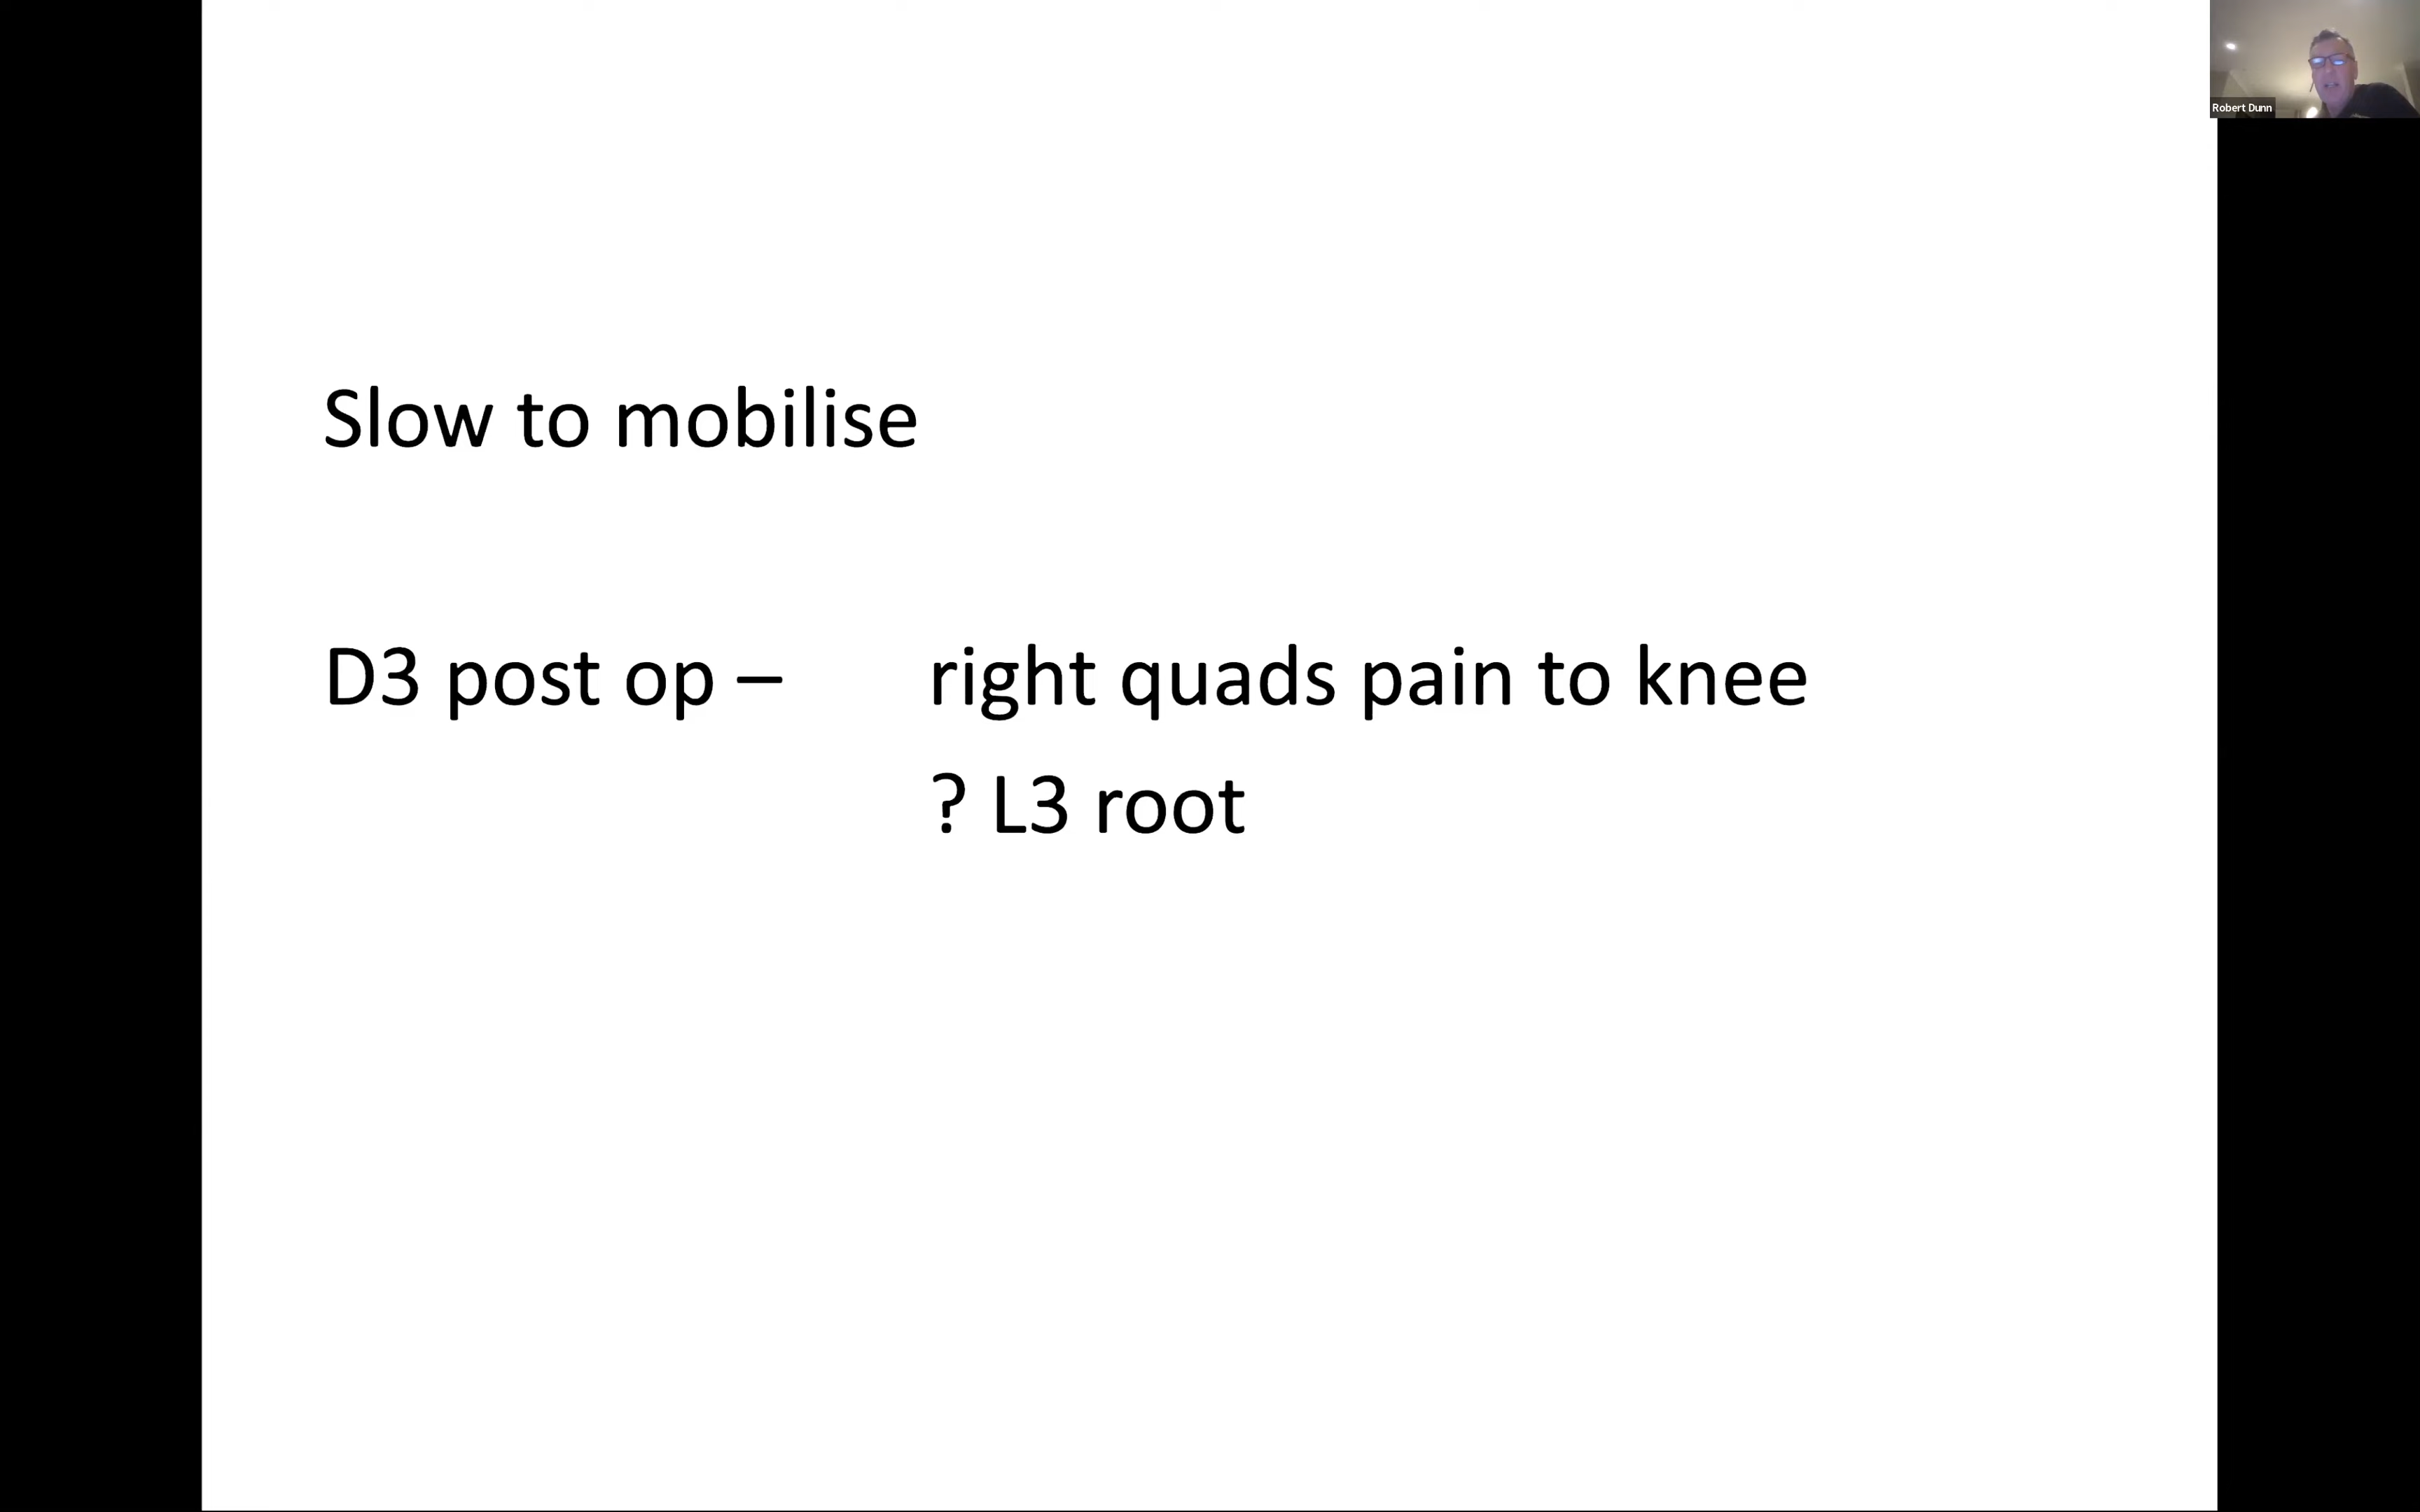 Robert Dunn
Slow to mobilise
D3 post op – right quads pain to knee
? L3 root